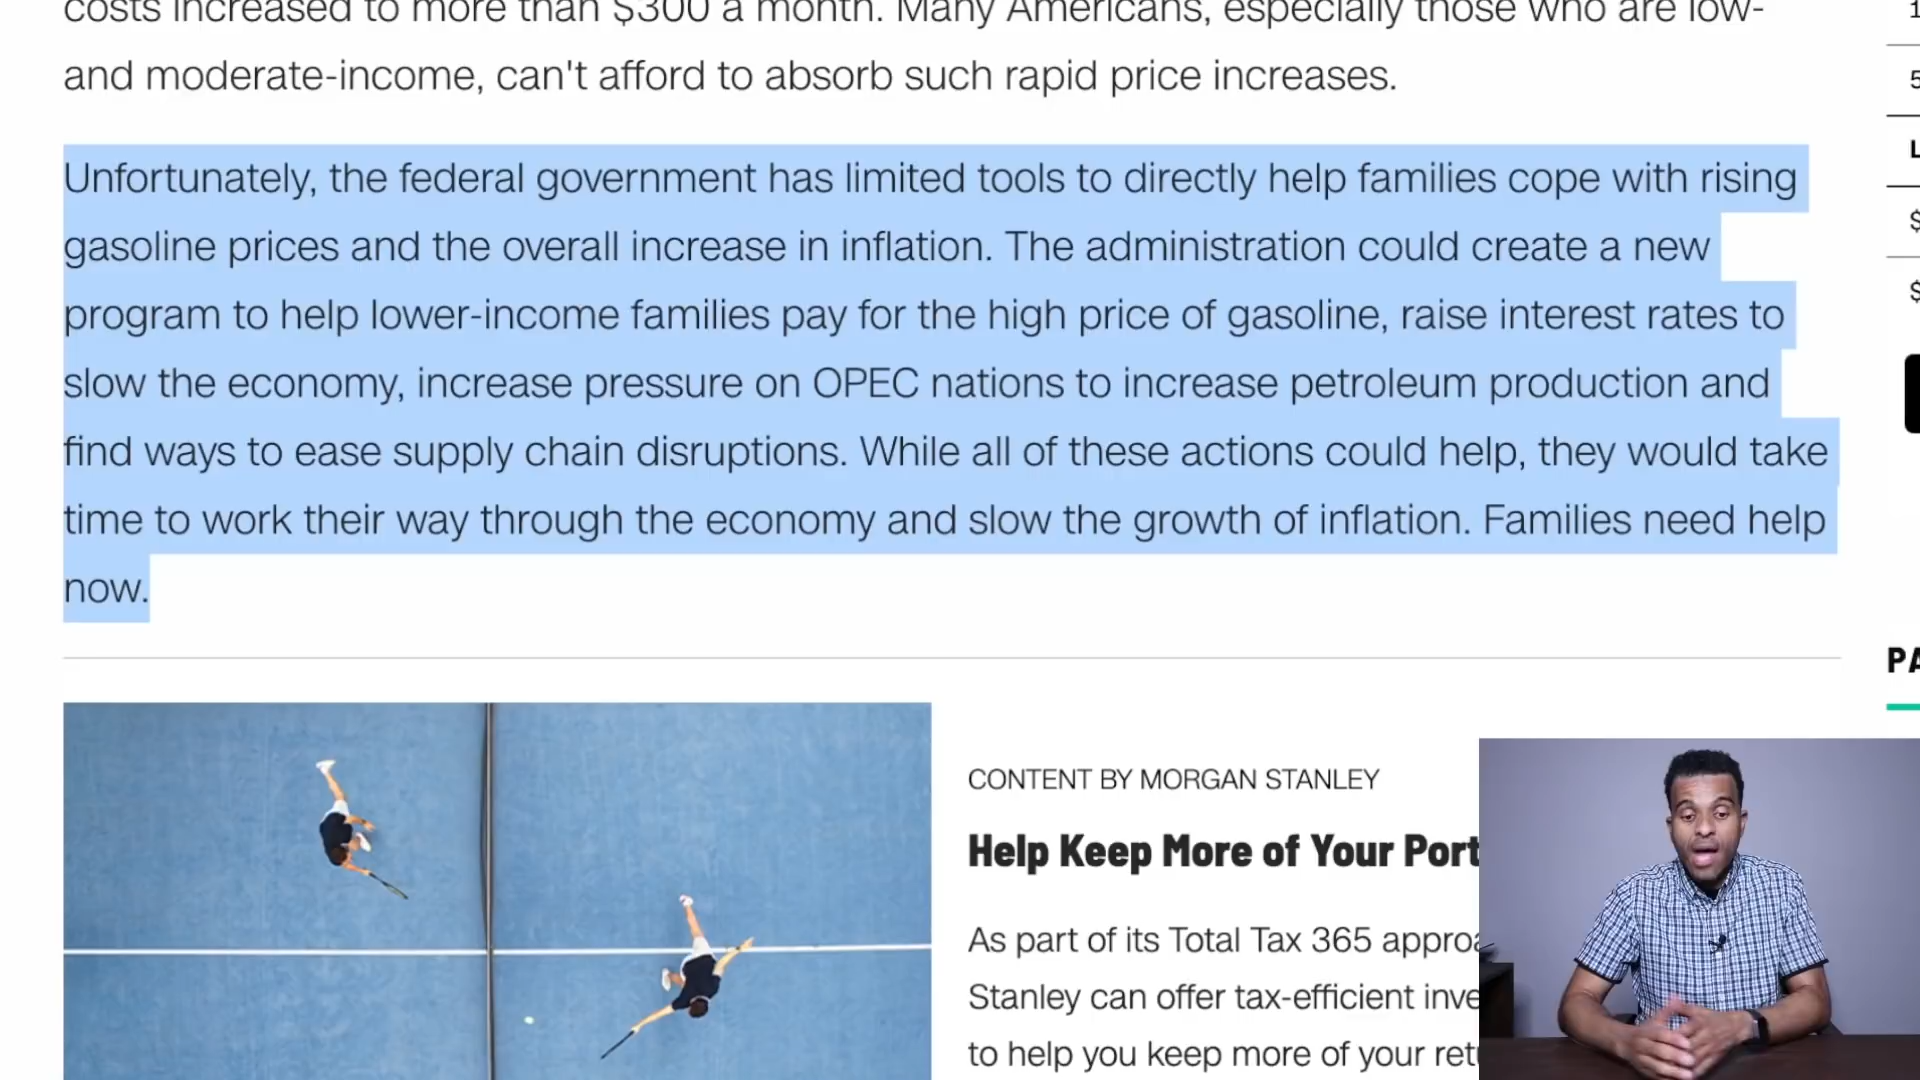 costs increased to more than $300 a month. Many Americans, especially those who are low-
and moderate-income, can't afford to absorb such rapid price increases.
Unfortunately, the federal government has limited tools to directly help families cope with rising
gasoline prices and the overall increase in inflation. The administration could create a new
program to help lower-income families pay for the high price of gasoline, raise interest rates to
slow the economy, increase pressure on OPEC nations to increase petroleum production and
find ways to ease supply chain disruptions. While all of these actions could help, they would take
time to work their way through the economy and slow the growth of inflation. Families need help
now.
CONTENT BY MORGAN STANLEY
Help Keep More of Your Port
As part of its Total Tax 365 approa
Stanley can offer tax-efficient inve
to help you keep more of your retu
1
5
L
$
$
PA